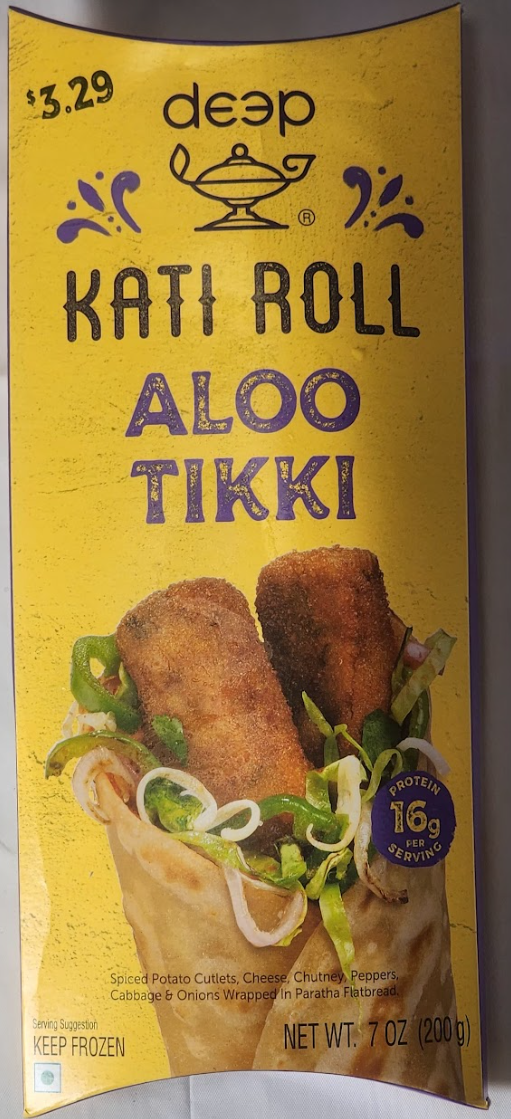 $3.29
deep
®
KATI ROLL
ALOO
TIKKI
PROTEIN
16g
PER
SERVING
Spiced Potato Cutlets, Cheese, Chutney, Peppers,
Cabbage & Onions Wrapped In Paratha Flatbread.
Serving Suggestion
KEEP FROZEN
NET WT. 7 OZ (200 g)